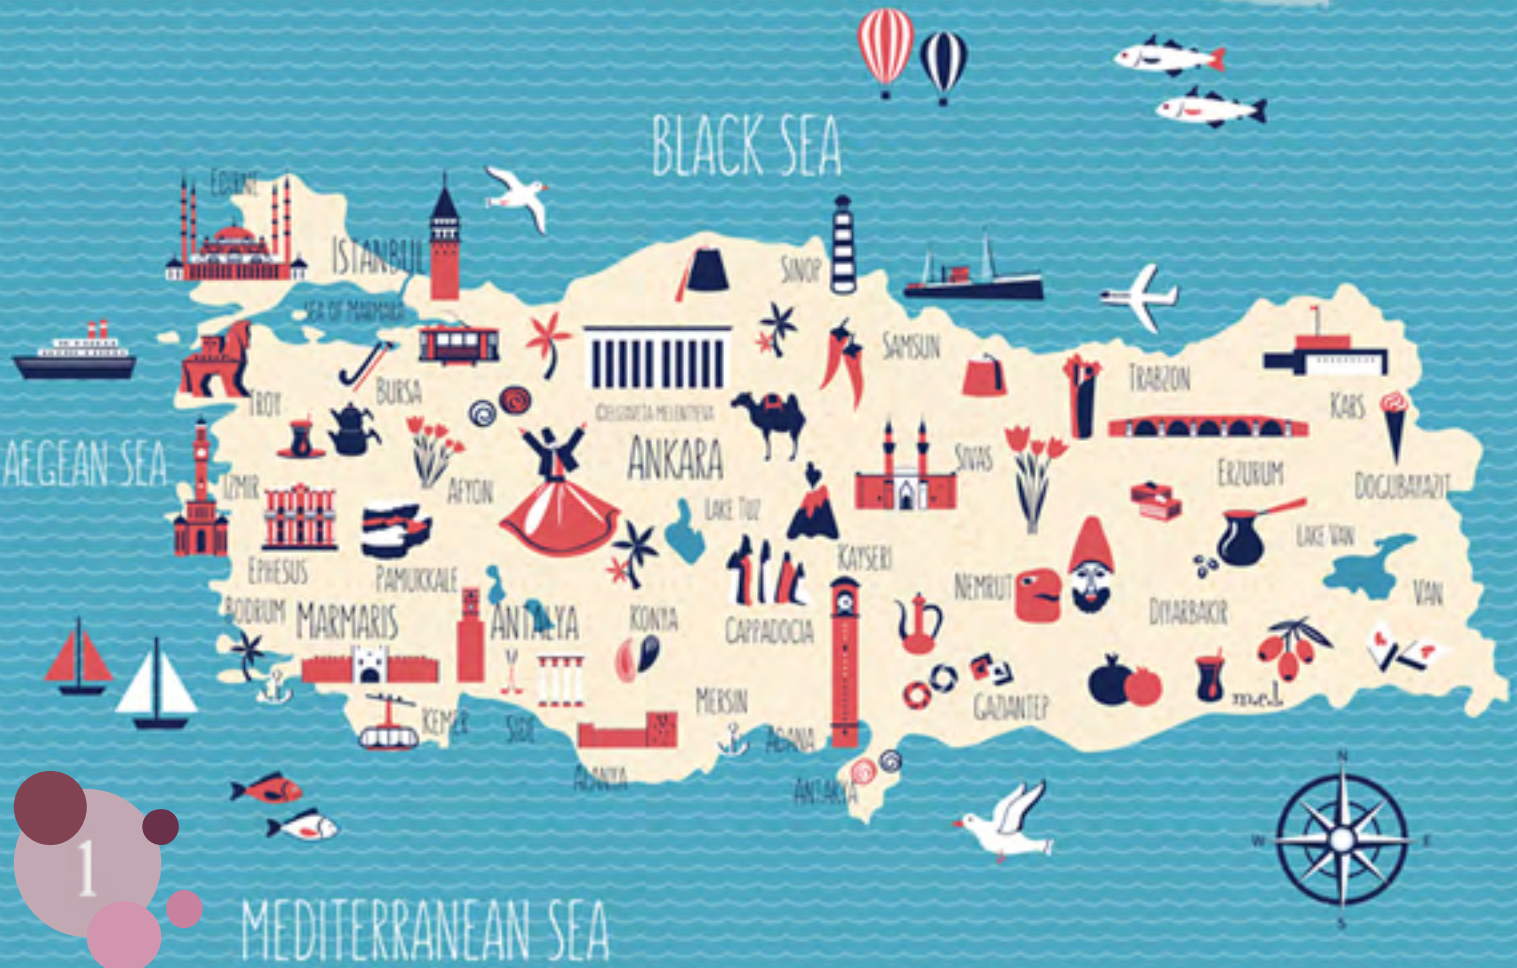 BLACK SEA
EDIRNE
ISTANBUL
SINOP
SEA OF MARMARA
SAMSUN
TRABZON
BURSA
TROY
KARS
ANKARA
AEGEAN SEA
SIVAS
ERZURUM
IZMIR
AFYON
DOGUBAYAZIT
LAKE TUZ
LAKE VAN
KAYSERI
EPHESUS
PAMUKKALE
NEMRUT
VAN
BODRUM
MARMARIS
ANTALYA
KONYA
CAPPADOCIA
DIYARBAKIR
MERSIN
GAZIANTEP
m.e.l.
KEMER
SIDE
ADANA
ALANYA
ANTAKYA
N
W
E
S
1
MEDITERRANEAN SEA